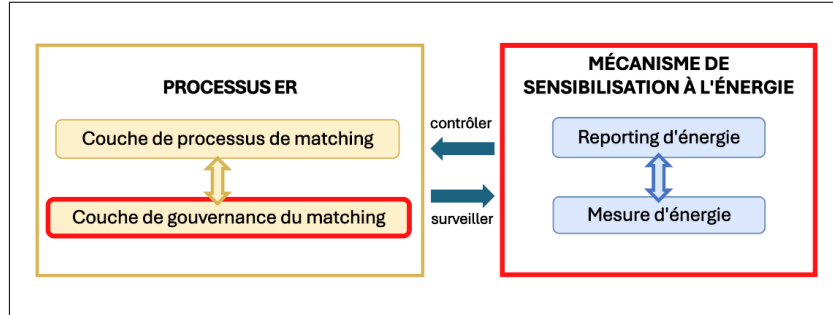 PROCESSUS ER
Couche de processus de matching
Couche de gouvernance du matching
contrôler
surveiller
MÉCANISME DE
SENSIBILISATION À L'ÉNERGIE
Reporting d'énergie
Mesure d'énergie